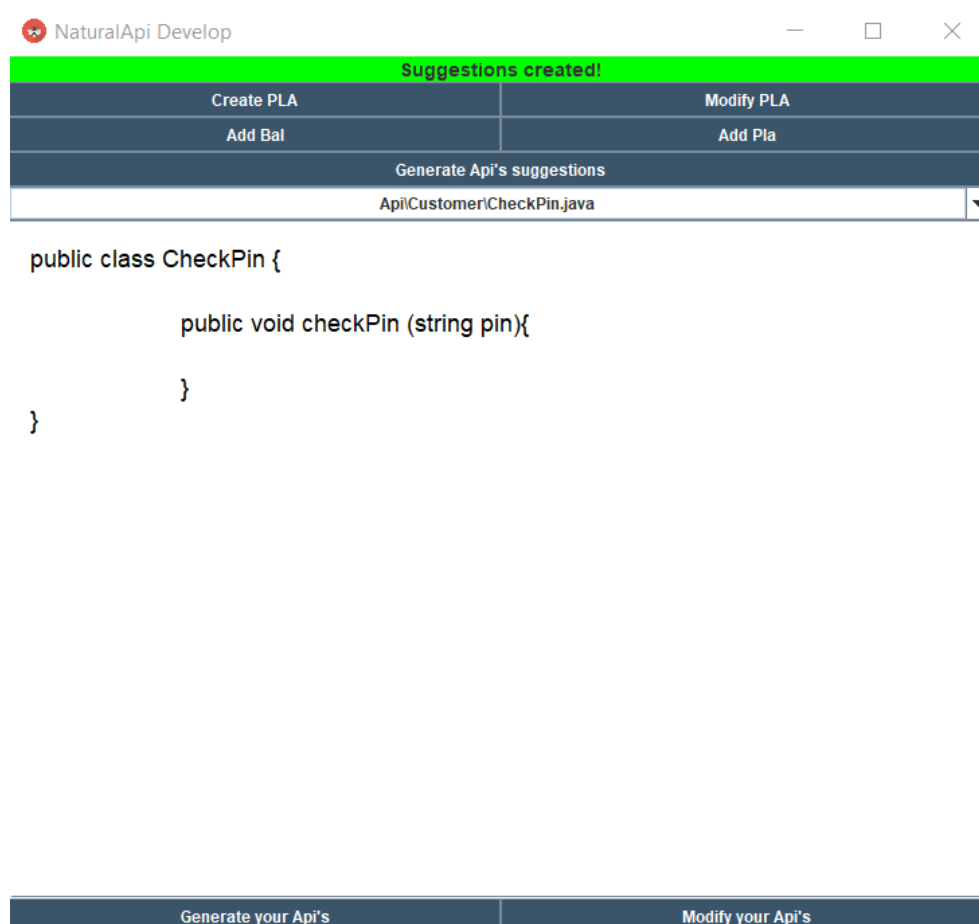 NaturalApi Develop
Suggestions created!
Create PLA
Modify PLA
Add Bal
Add Pla
Generate Api's suggestions
Api\Customer\CheckPin.java
public class CheckPin {
public void checkPin (string pin){
}
}
Generate your Api's
Modify your Api's